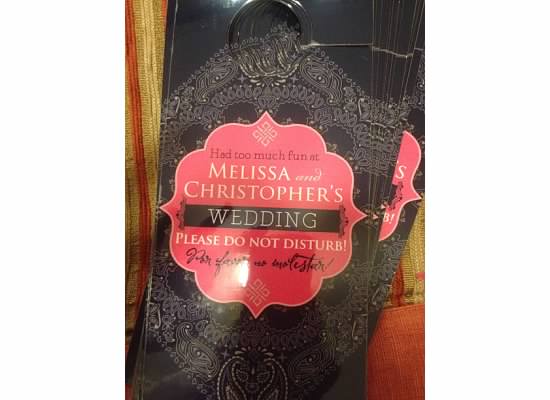 Had too much fun at
MELISSA and
CHRISTOPHER'S
WEDDING
PLEASE DO NOT DISTURB!
Por favor no molestar!
S
B!